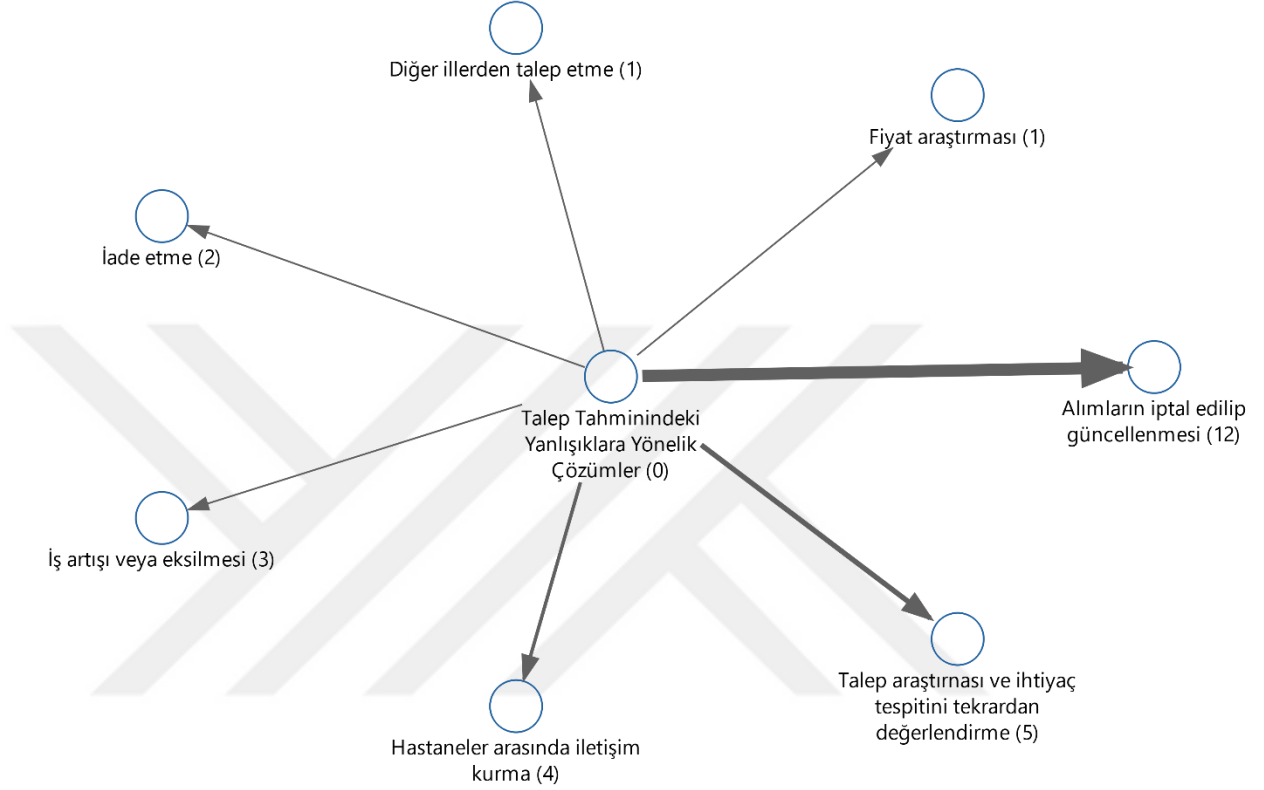 Diğer illerden talep etme (1)
Fiyat araştırması (1)
İade etme (2)
Alımların iptal edilip
güncellenmesi (12)
Talep Tahminindeki
Yanlışıklara Yönelik
Çözümler (0)
İş artışı veya eksilmesi (3)
Talep araştırnası ve ihtiyaç
tespitini tekrardan
değerlendirme (5)
Hastaneler arasında iletişim
kurma (4)